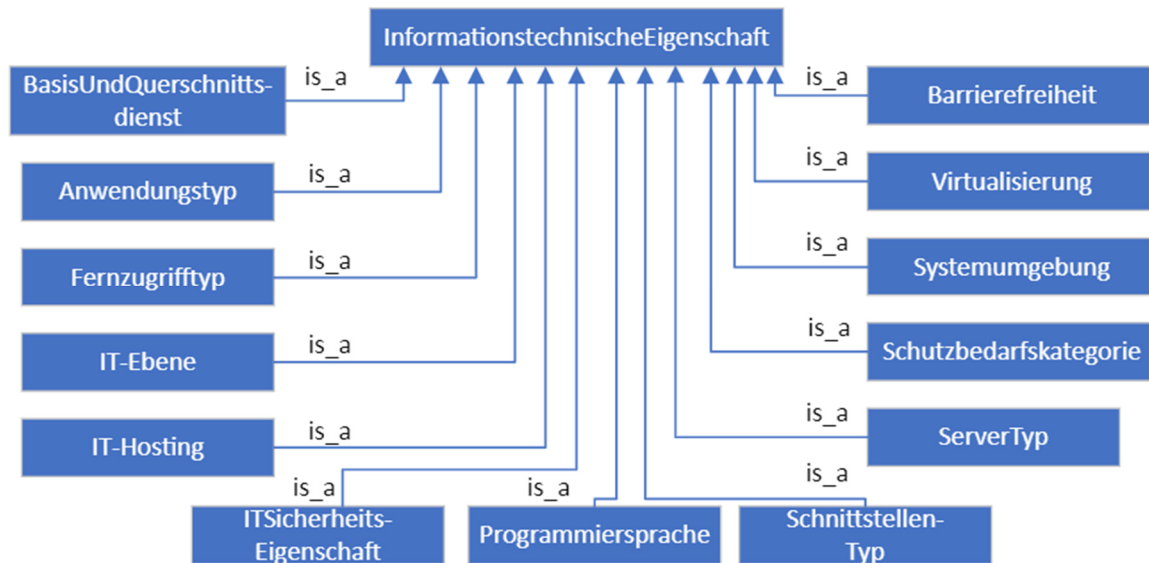 InformationstechnischeEigenschaft
BasisUndQuerschnitts-
dienst
is_a
is_a
Barrierefreiheit
Anwendungstyp
is_a
is_a
Virtualisierung
Fernzugrifftyp
is_a
is_a
Systemumgebung
IT-Ebene
is_a
is_a
Schutzbedarfskategorie
IT-Hosting
is_a
is_a
ServerTyp
is_a
ITSicherheits-
Eigenschaft
is_a
Programmiersprache
is_a
Schnittstellen-
Typ